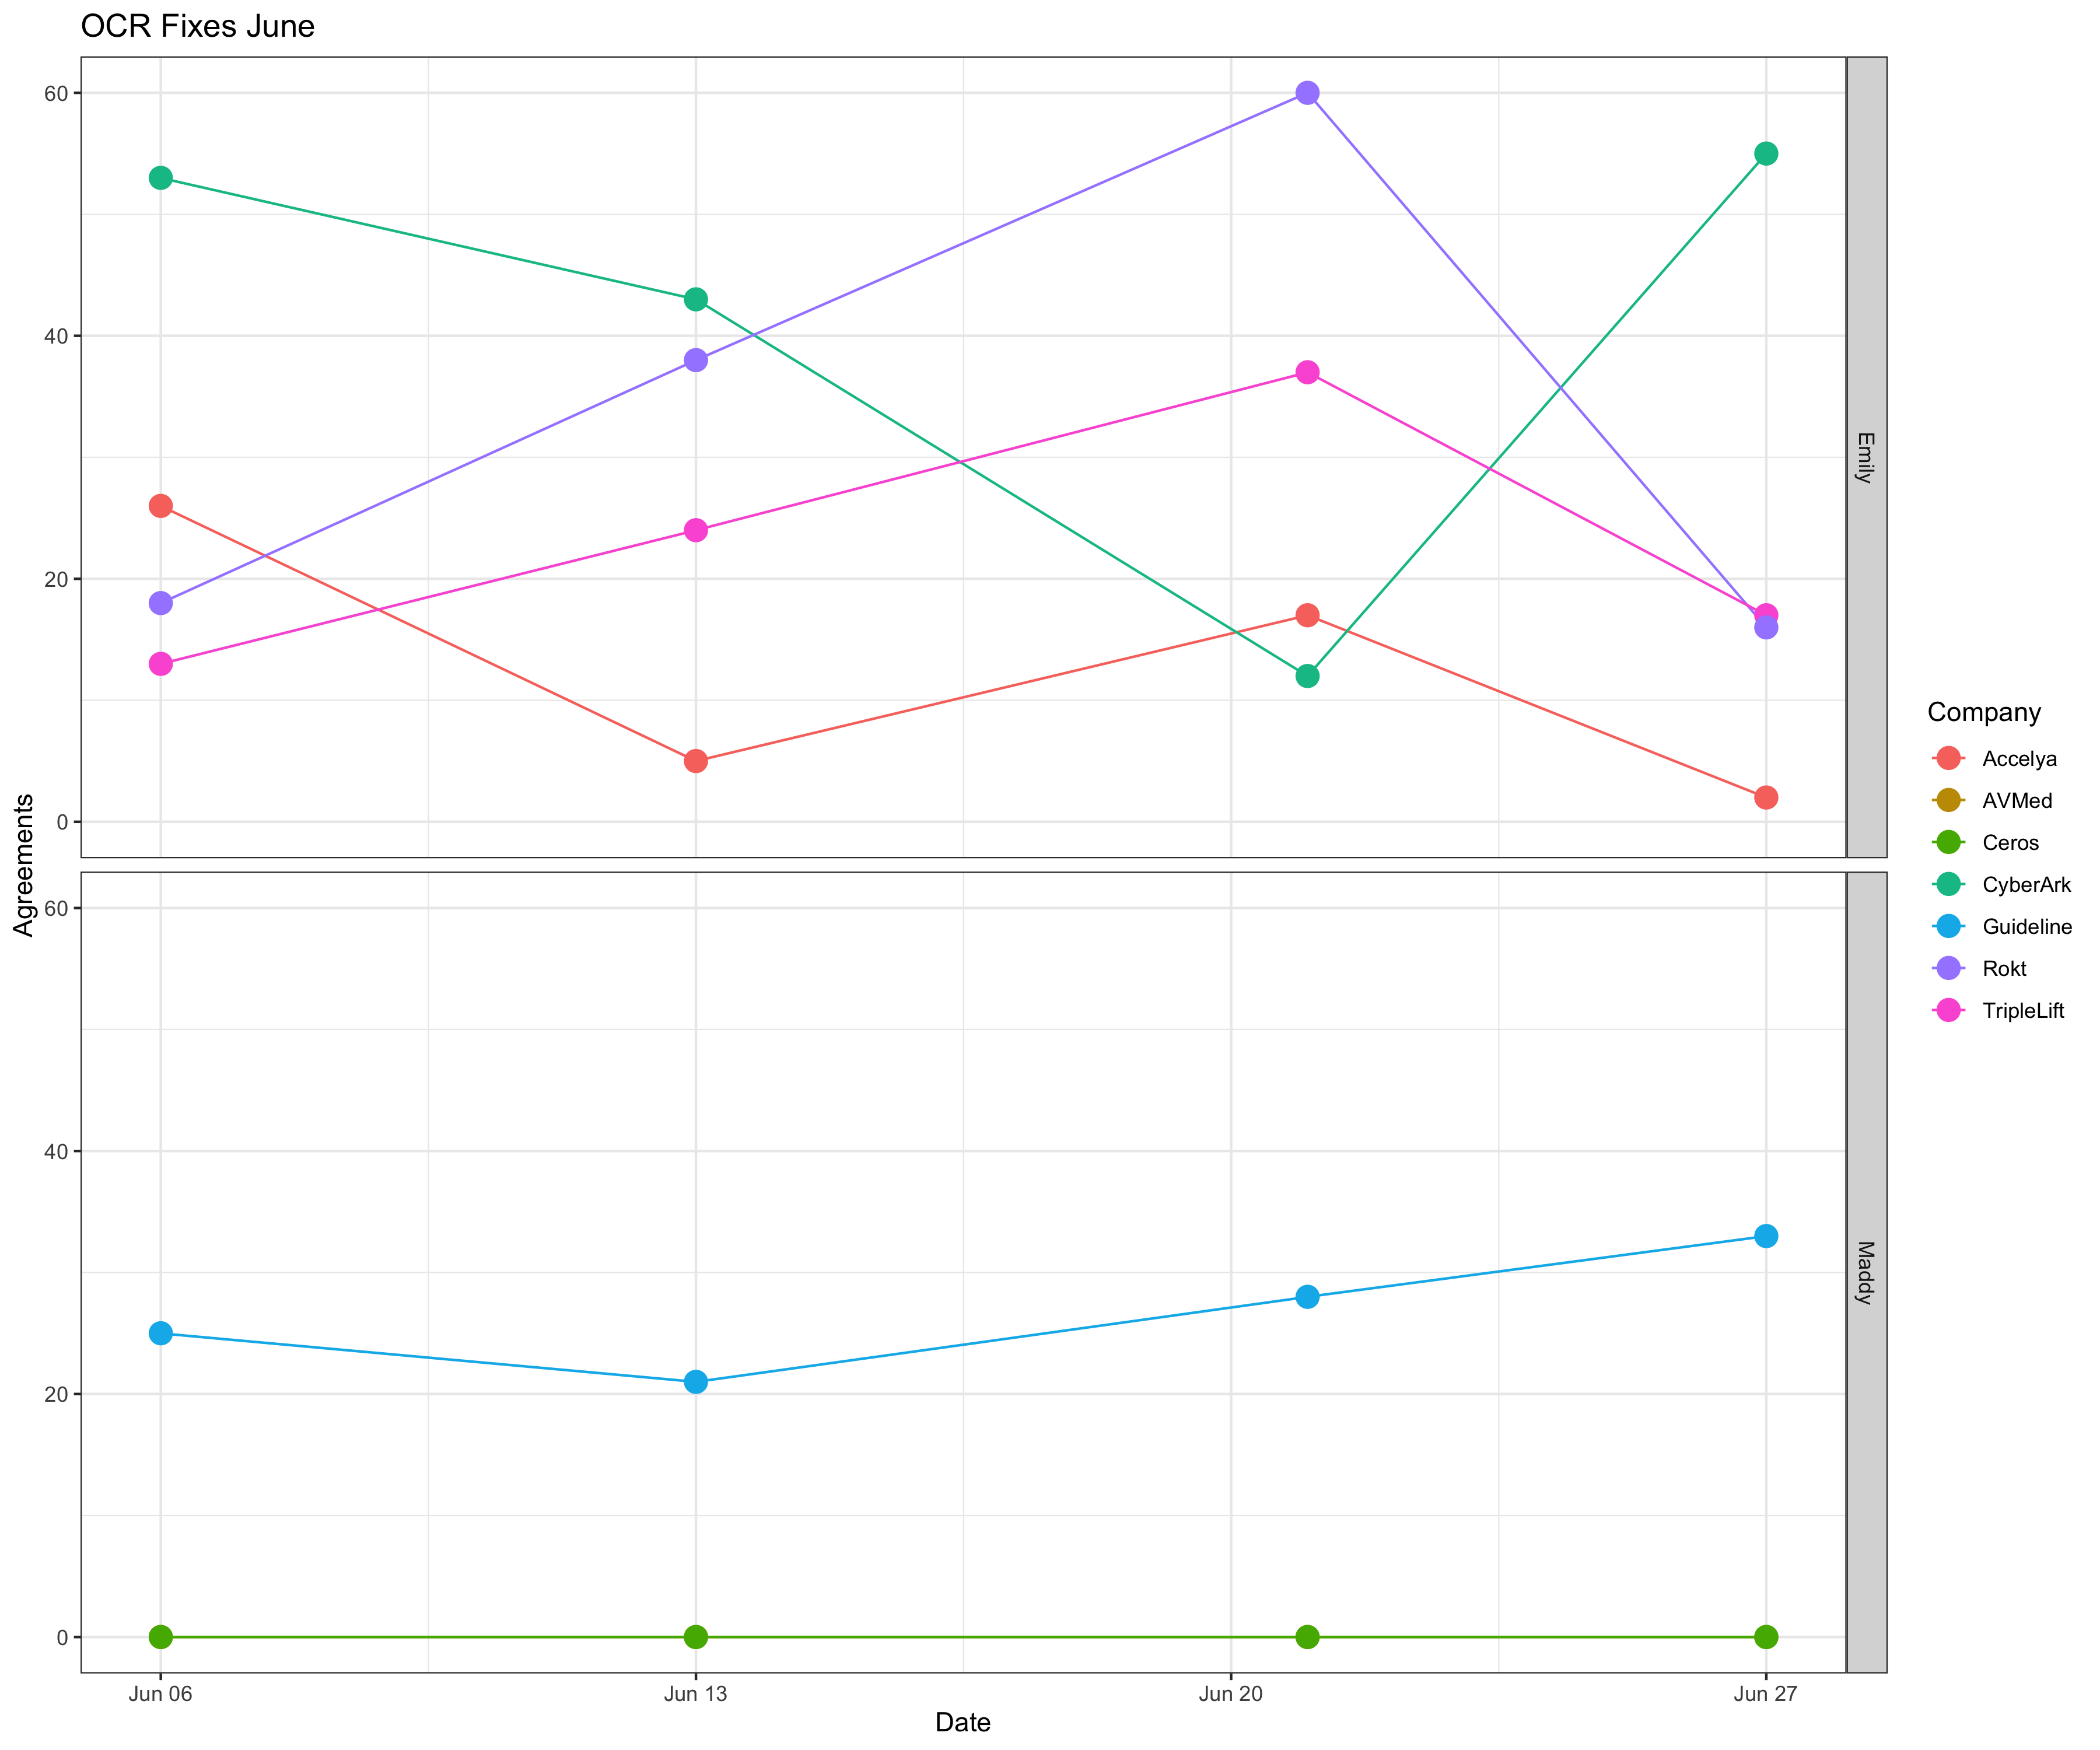 OCR Fixes June
60
40
20
0
Emily
60
40
20
0
Maddy
Jun 06
Jun 13
Jun 20
Jun 27
Date
Agreements
Company
Accelya
AVMed
Ceros
CyberArk
Guideline
Rokt
TripleLift